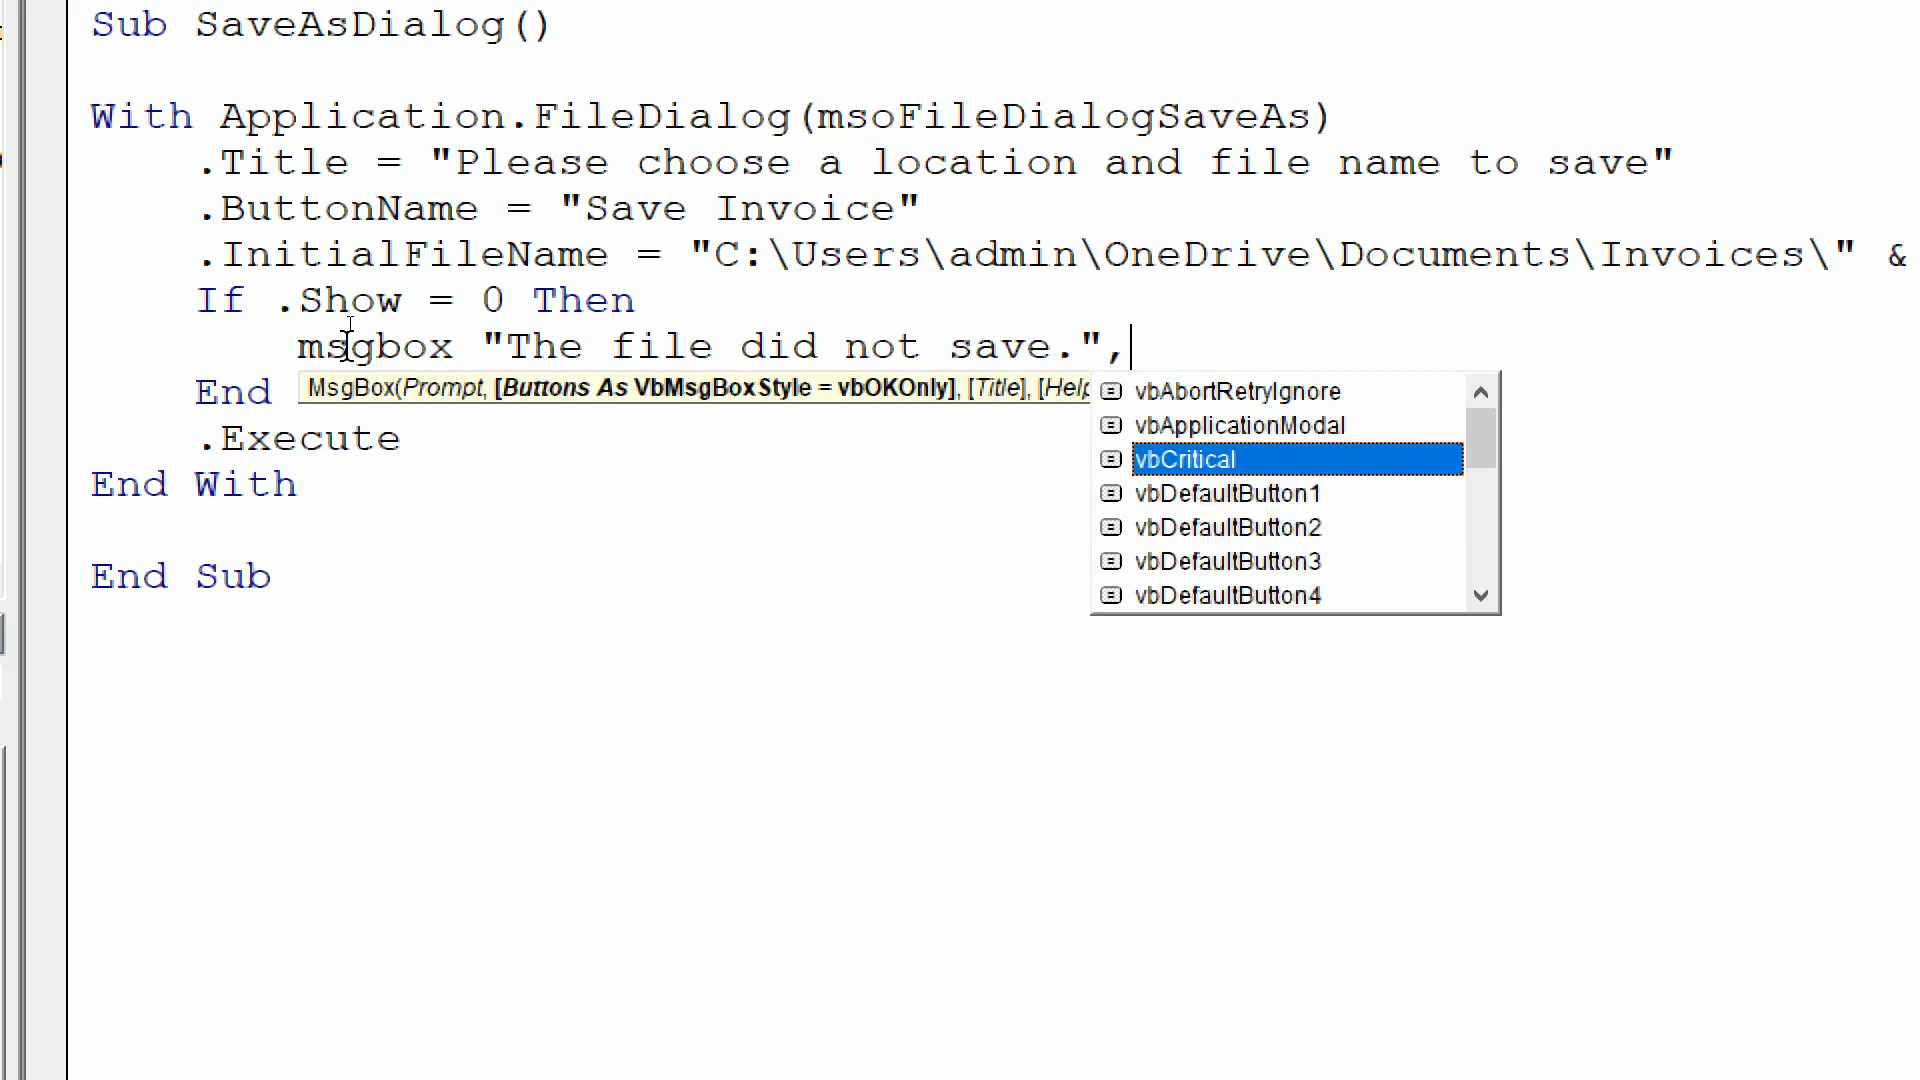 Sub SaveAsDialog()
With Application.FileDialog(msoFileDialogSaveAs)
.Title = "Please choose a location and file name to save"
.ButtonName = "Save Invoice"
.InitialFileName = "C:\Users\admin\OneDrive\Documents\Invoices\" &
If .Show = 0 Then
msgbox "The file did not save.",
End
MsgBox(Prompt, [Buttons As VbMsgBoxStyle = vbOKOnly], [Title], [Help
vbAbortRetryIgnore
vbApplicationModal
vbCritical
vbDefaultButton1
vbDefaultButton2
vbDefaultButton3
vbDefaultButton4
.Execute
End With
End Sub